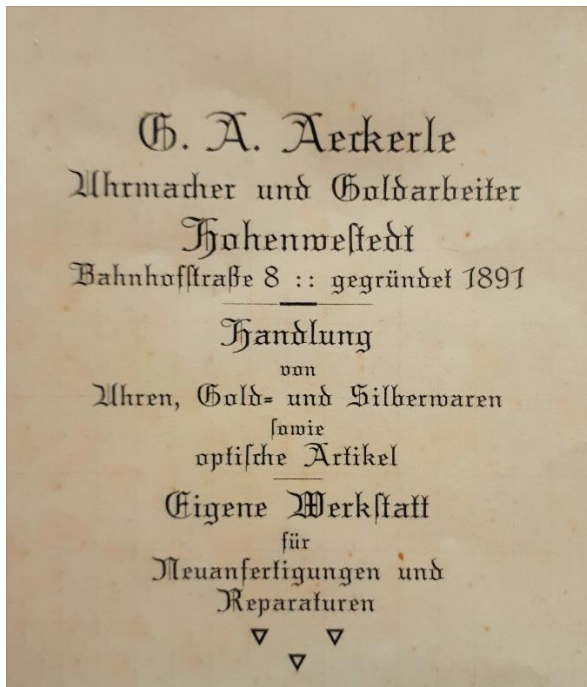 G. A. Aeckerle
Uhrmacher und Goldarbeiter
Hohenwestedt
Bahnhofstraße 8 :: gegründet 1891
Handlung
von
Uhren, Gold- und Silberwaren
sowie
optische Artikel
Eigene Werkstatt
für
Neuanfertigungen und
Reparaturen